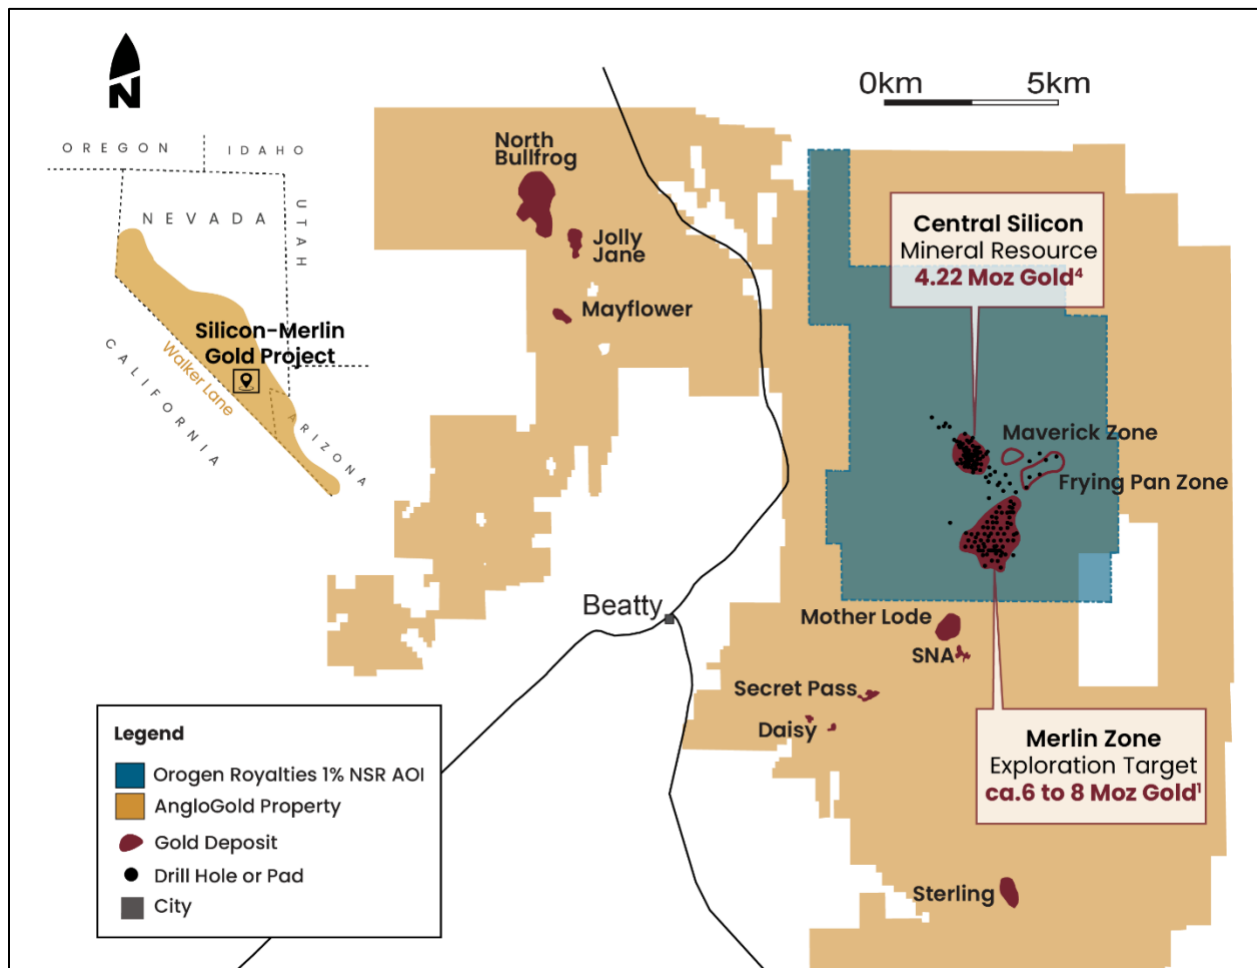 N
0km 5km
OREGON
IDAHO
NEVADA
UTAH
CALIFORNIA
ARIZONA
Walker Lane
Silicon-Merlin
Gold Project
North
Bullfrog
Jolly
Jane
Mayflower
Central Silicon
Mineral Resource
4.22 Moz Gold⁴
Maverick Zone
Frying Pan Zone
Beatty
Mother Lode
SNA
Secret Pass
Daisy
Merlin Zone
Exploration Target
ca.6 to 8 Moz Gold¹
Sterling
Legend
Orogen Royalties 1% NSR AOI
AngloGold Property
Gold Deposit
Drill Hole or Pad
City